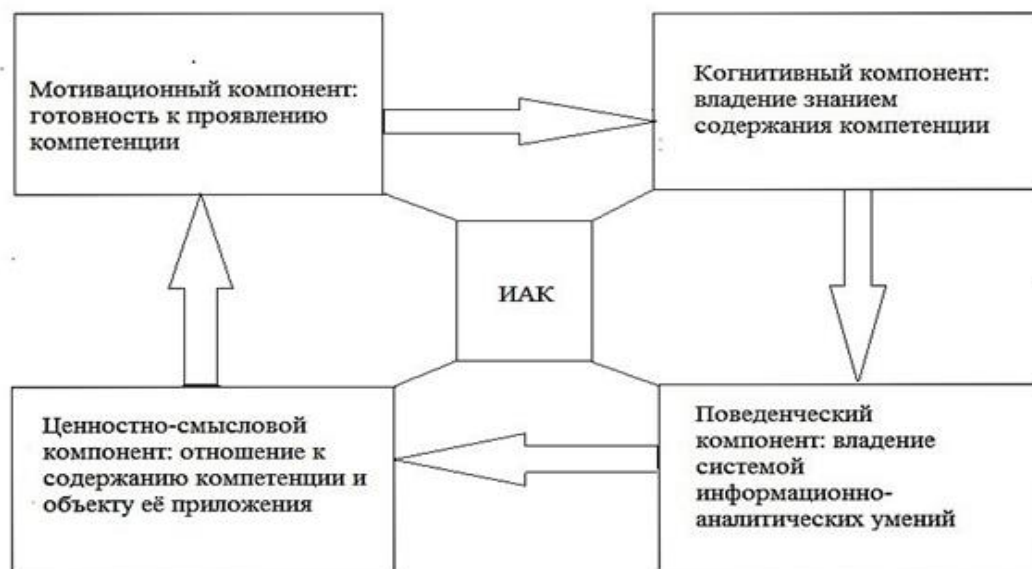 Мотивационный компонент:
готовность к проявлению
компетенции
Когнитивный компонент:
владение знанием
содержания компетенции
ИАК
Ценностно-смысловой
компонент: отношение к
содержанию компетенции и
объекту её приложения
Поведенческий
компонент: владение
системой
информационно-
аналитических умений